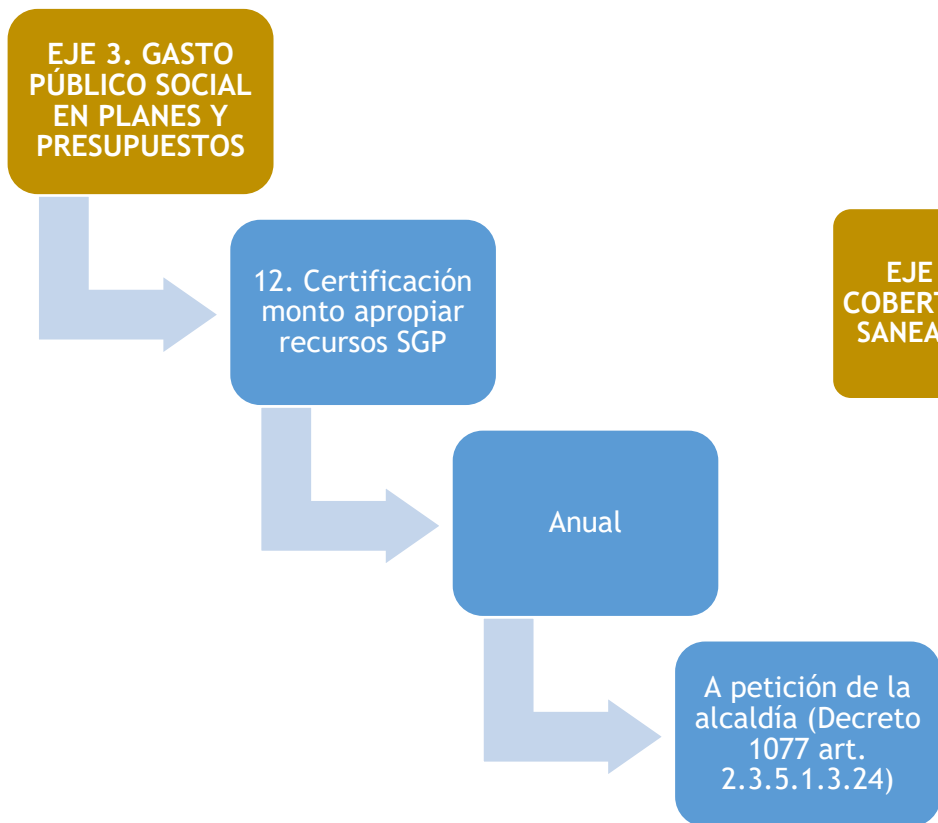 EJE 3. GASTO
PÚBLICO SOCIAL
EN PLANES Y
PRESUPUESTOS
12. Certificación
monto apropiar
recursos SGP
EJE
COBERT
SANEA
Anual
A petición de la
alcaldía (Decreto
1077 art.
2.3.5.1.3.24)